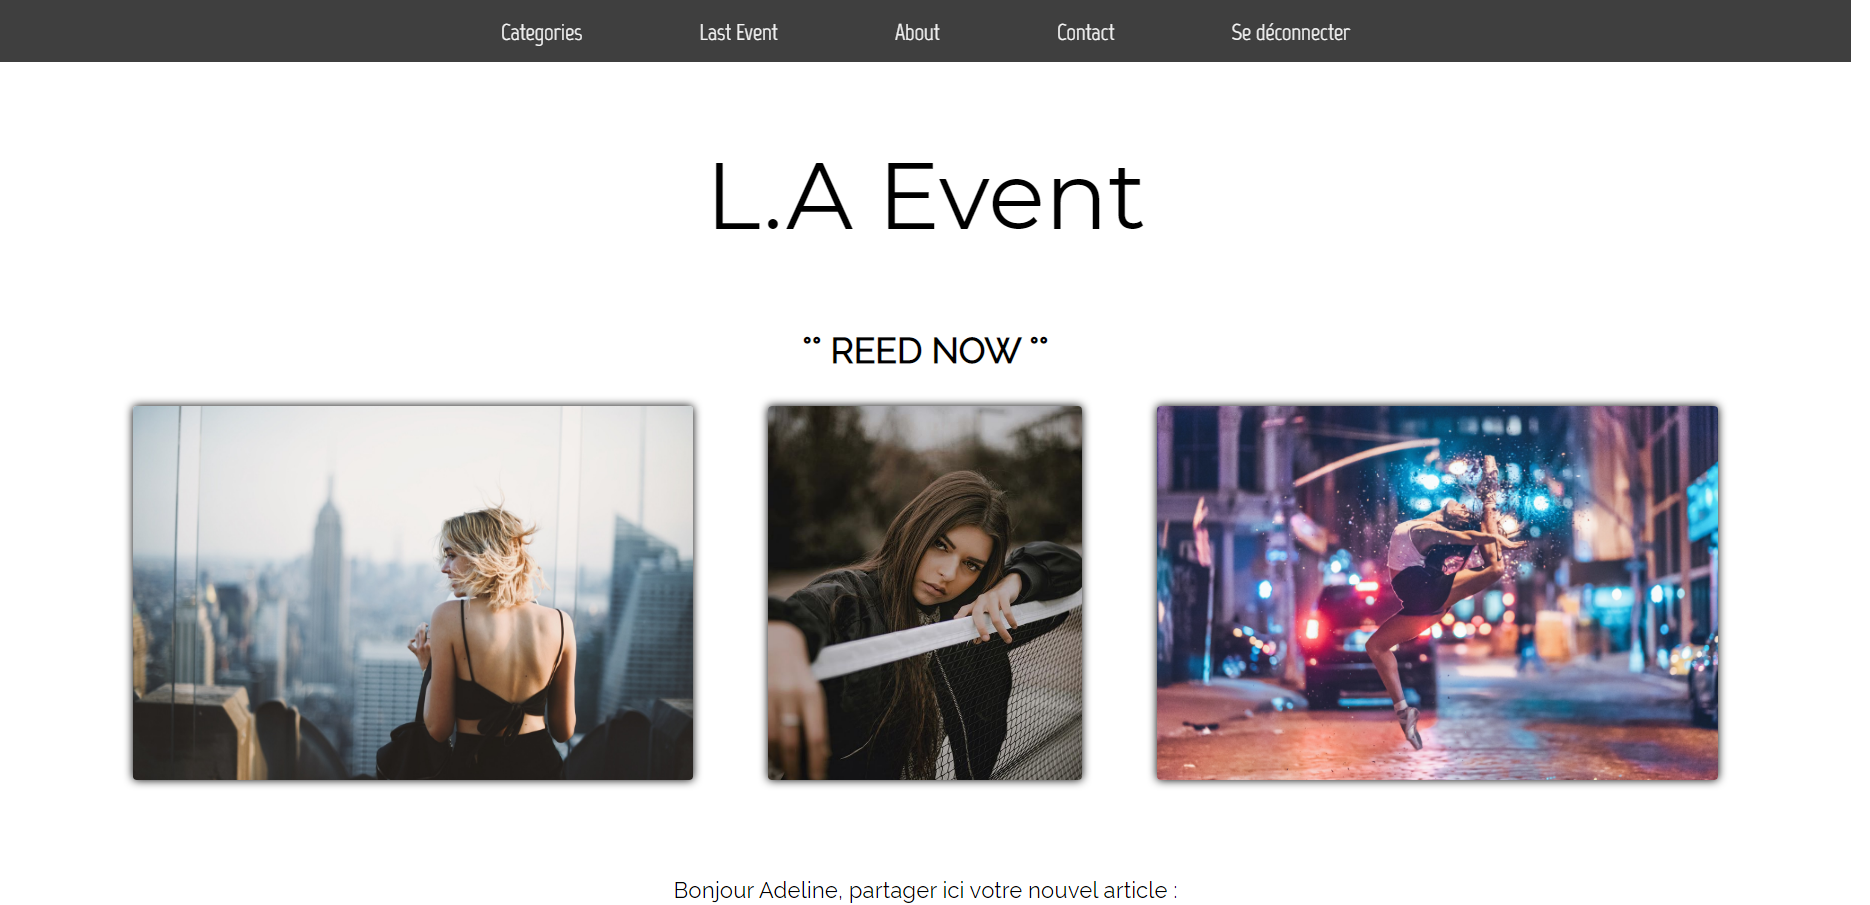 Categories Last Event About Contact Se déconnecter
L.A Event
°° REED NOW °°
Bonjour Adeline, partager ici votre nouvel article :